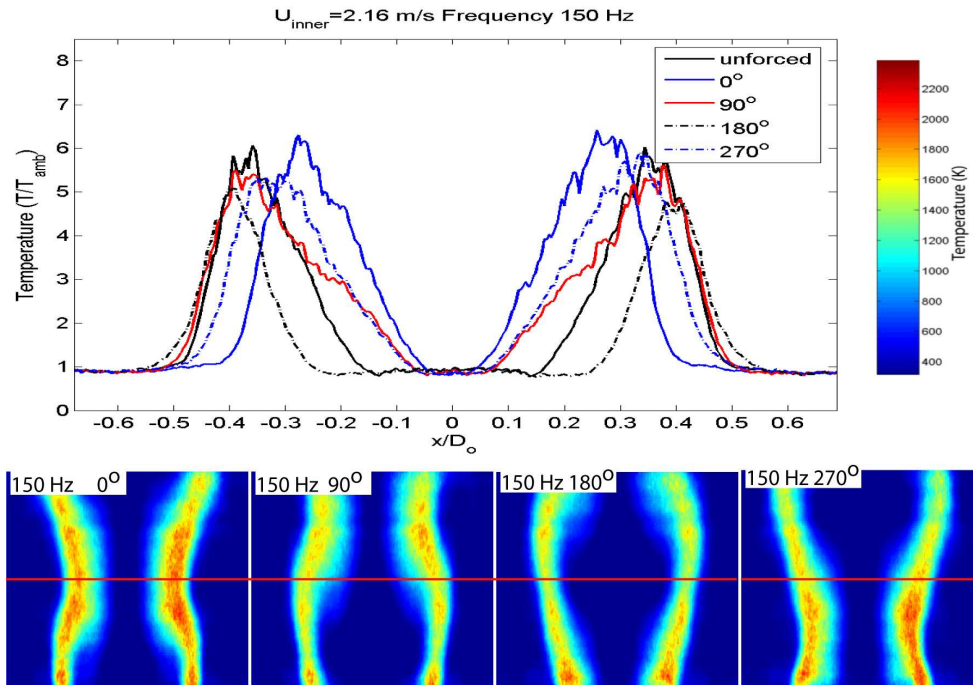 U_inner=2.16 m/s Frequency 150 Hz
8
7
6
5
4
3
2
1
0
Temperature (T/T_amb)
unforced
0°
90°
180°
270°
2200
2000
1800
1600
1400
1200
1000
800
600
400
Temperature (K)
-0.6 -0.5 -0.4 -0.3 -0.2 -0.1 0 0.1 0.2 0.3 0.4 0.5 0.6
x/D_o
150 Hz 0°
150 Hz 90°
150 Hz 180°
150 Hz 270°